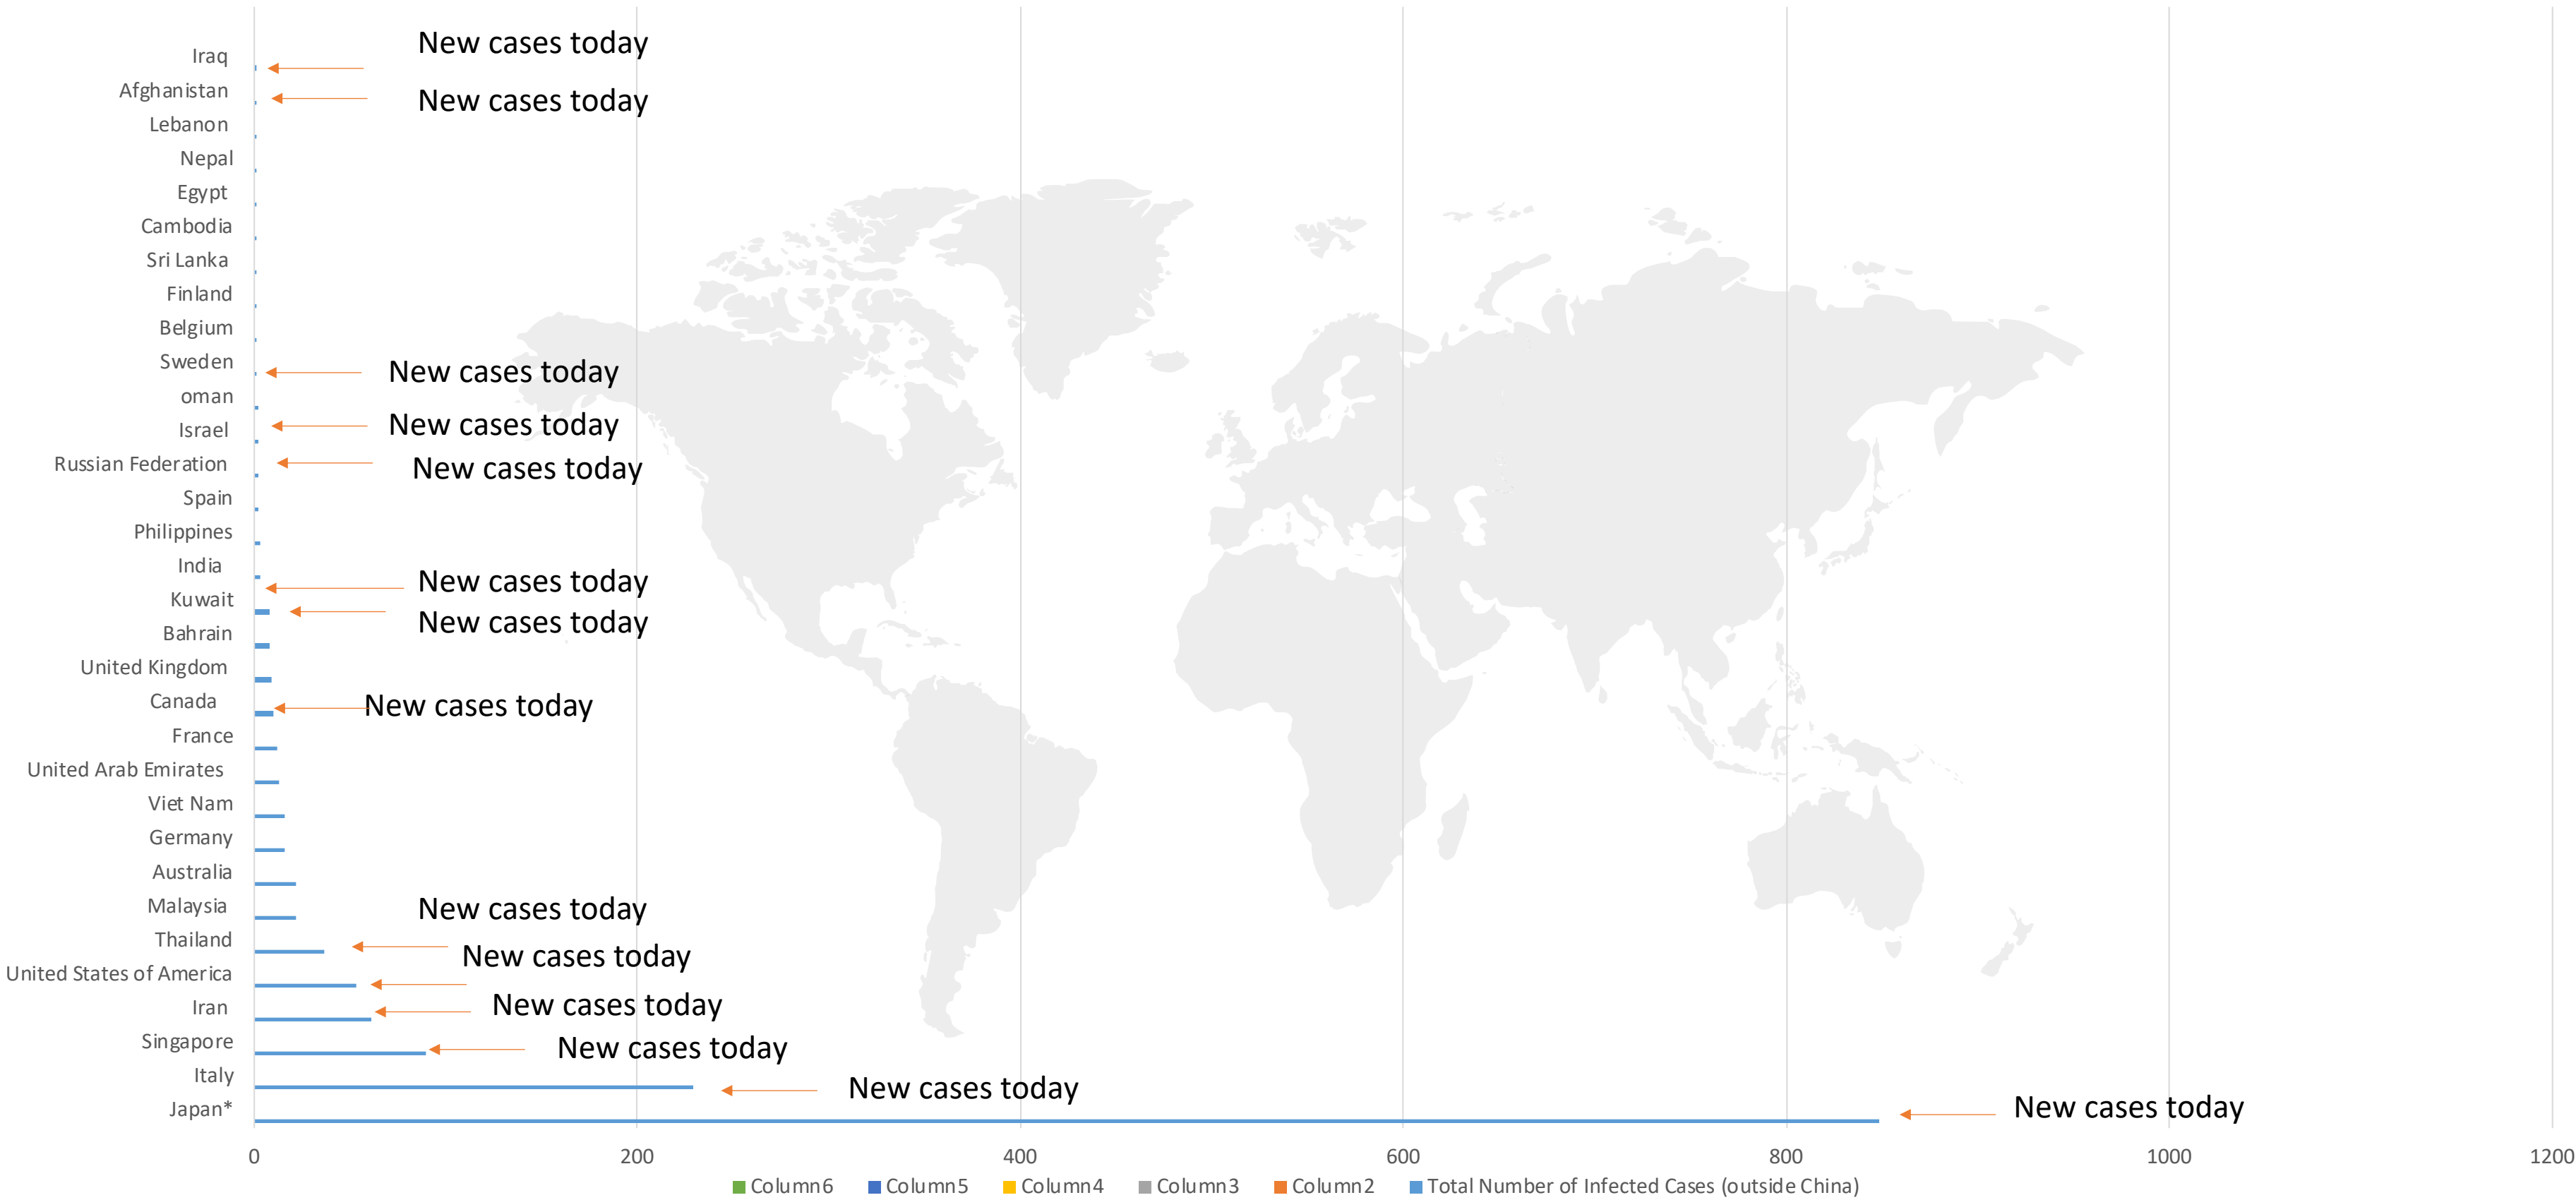 New cases today
Iraq
Afghanistan
New cases today
Lebanon
Nepal
Egypt
Cambodia
Sri Lanka
Finland
Belgium
Sweden
New cases today
oman
Israel
New cases today
Russian Federation
New cases today
Spain
Philippines
India
New cases today
Kuwait
New cases today
Bahrain
United Kingdom
Canada
New cases today
France
United Arab Emirates
Viet Nam
Germany
Australia
Malaysia
New cases today
Thailand
New cases today
United States of America
Iran
New cases today
Singapore
New cases today
Italy
New cases today
Japan*
New cases today
0 200 400 600 800 1000 1200
Column6 Column5 Column4 Column3 Column2 Total Number of Infected Cases (outside China)